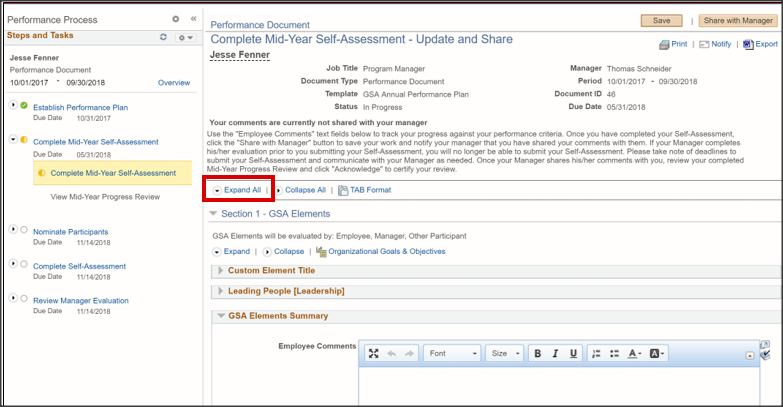 Performance Process
Steps and Tasks
Jesse Fenner
Performance Document
10/01/2017 - 09/30/2018
Overview
Establish Performance Plan
Due Date 10/31/2017
Complete Mid-Year Self-Assessment
Due Date 05/31/2018
Complete Mid-Year Self-Assessment
View Mid-Year Progress Review
Nominate Participants
Due Date 11/14/2018
Complete Self-Assessment
Due Date 11/14/2018
Review Manager Evaluation
Due Date 11/14/2018
Save | Share with Manager
Performance Document
Complete Mid-Year Self-Assessment - Update and Share
Print | Notify | Export
Jesse Fenner
Job Title Program Manager Manager Thomas Schneider
Document Type Performance Document Period 10/01/2017 - 09/30/2018
Template GSA Annual Performance Plan Document ID 46
Status In Progress Due Date 05/31/2018
Your comments are currently not shared with your manager
Use the "Employee Comments" text fields below to track your progress against your performance criteria. Once you have completed your Self-Assessment,
click the "Share with Manager" button to save your work and notify your manager that you have shared your comments with them. If your Manager completes
his/her evaluation prior to you submitting your Self-Assessment, you will no longer be able to submit your Self-Assessment. Please take note of deadlines to
submit your Self-Assessment and communicate with your Manager as needed. Once your Manager shares his/her comments with you, review your completed
Mid-Year Progress Review and click "Acknowledge" to certify your review.
Expand All | Collapse All | TAB Format
Section 1 - GSA Elements
GSA Elements will be evaluated by: Employee, Manager, Other Participant
Expand | Collapse | Organizational Goals & Objectives
Custom Element Title
Leading People [Leadership]
GSA Elements Summary
Employee Comments
Font Size B I U A A